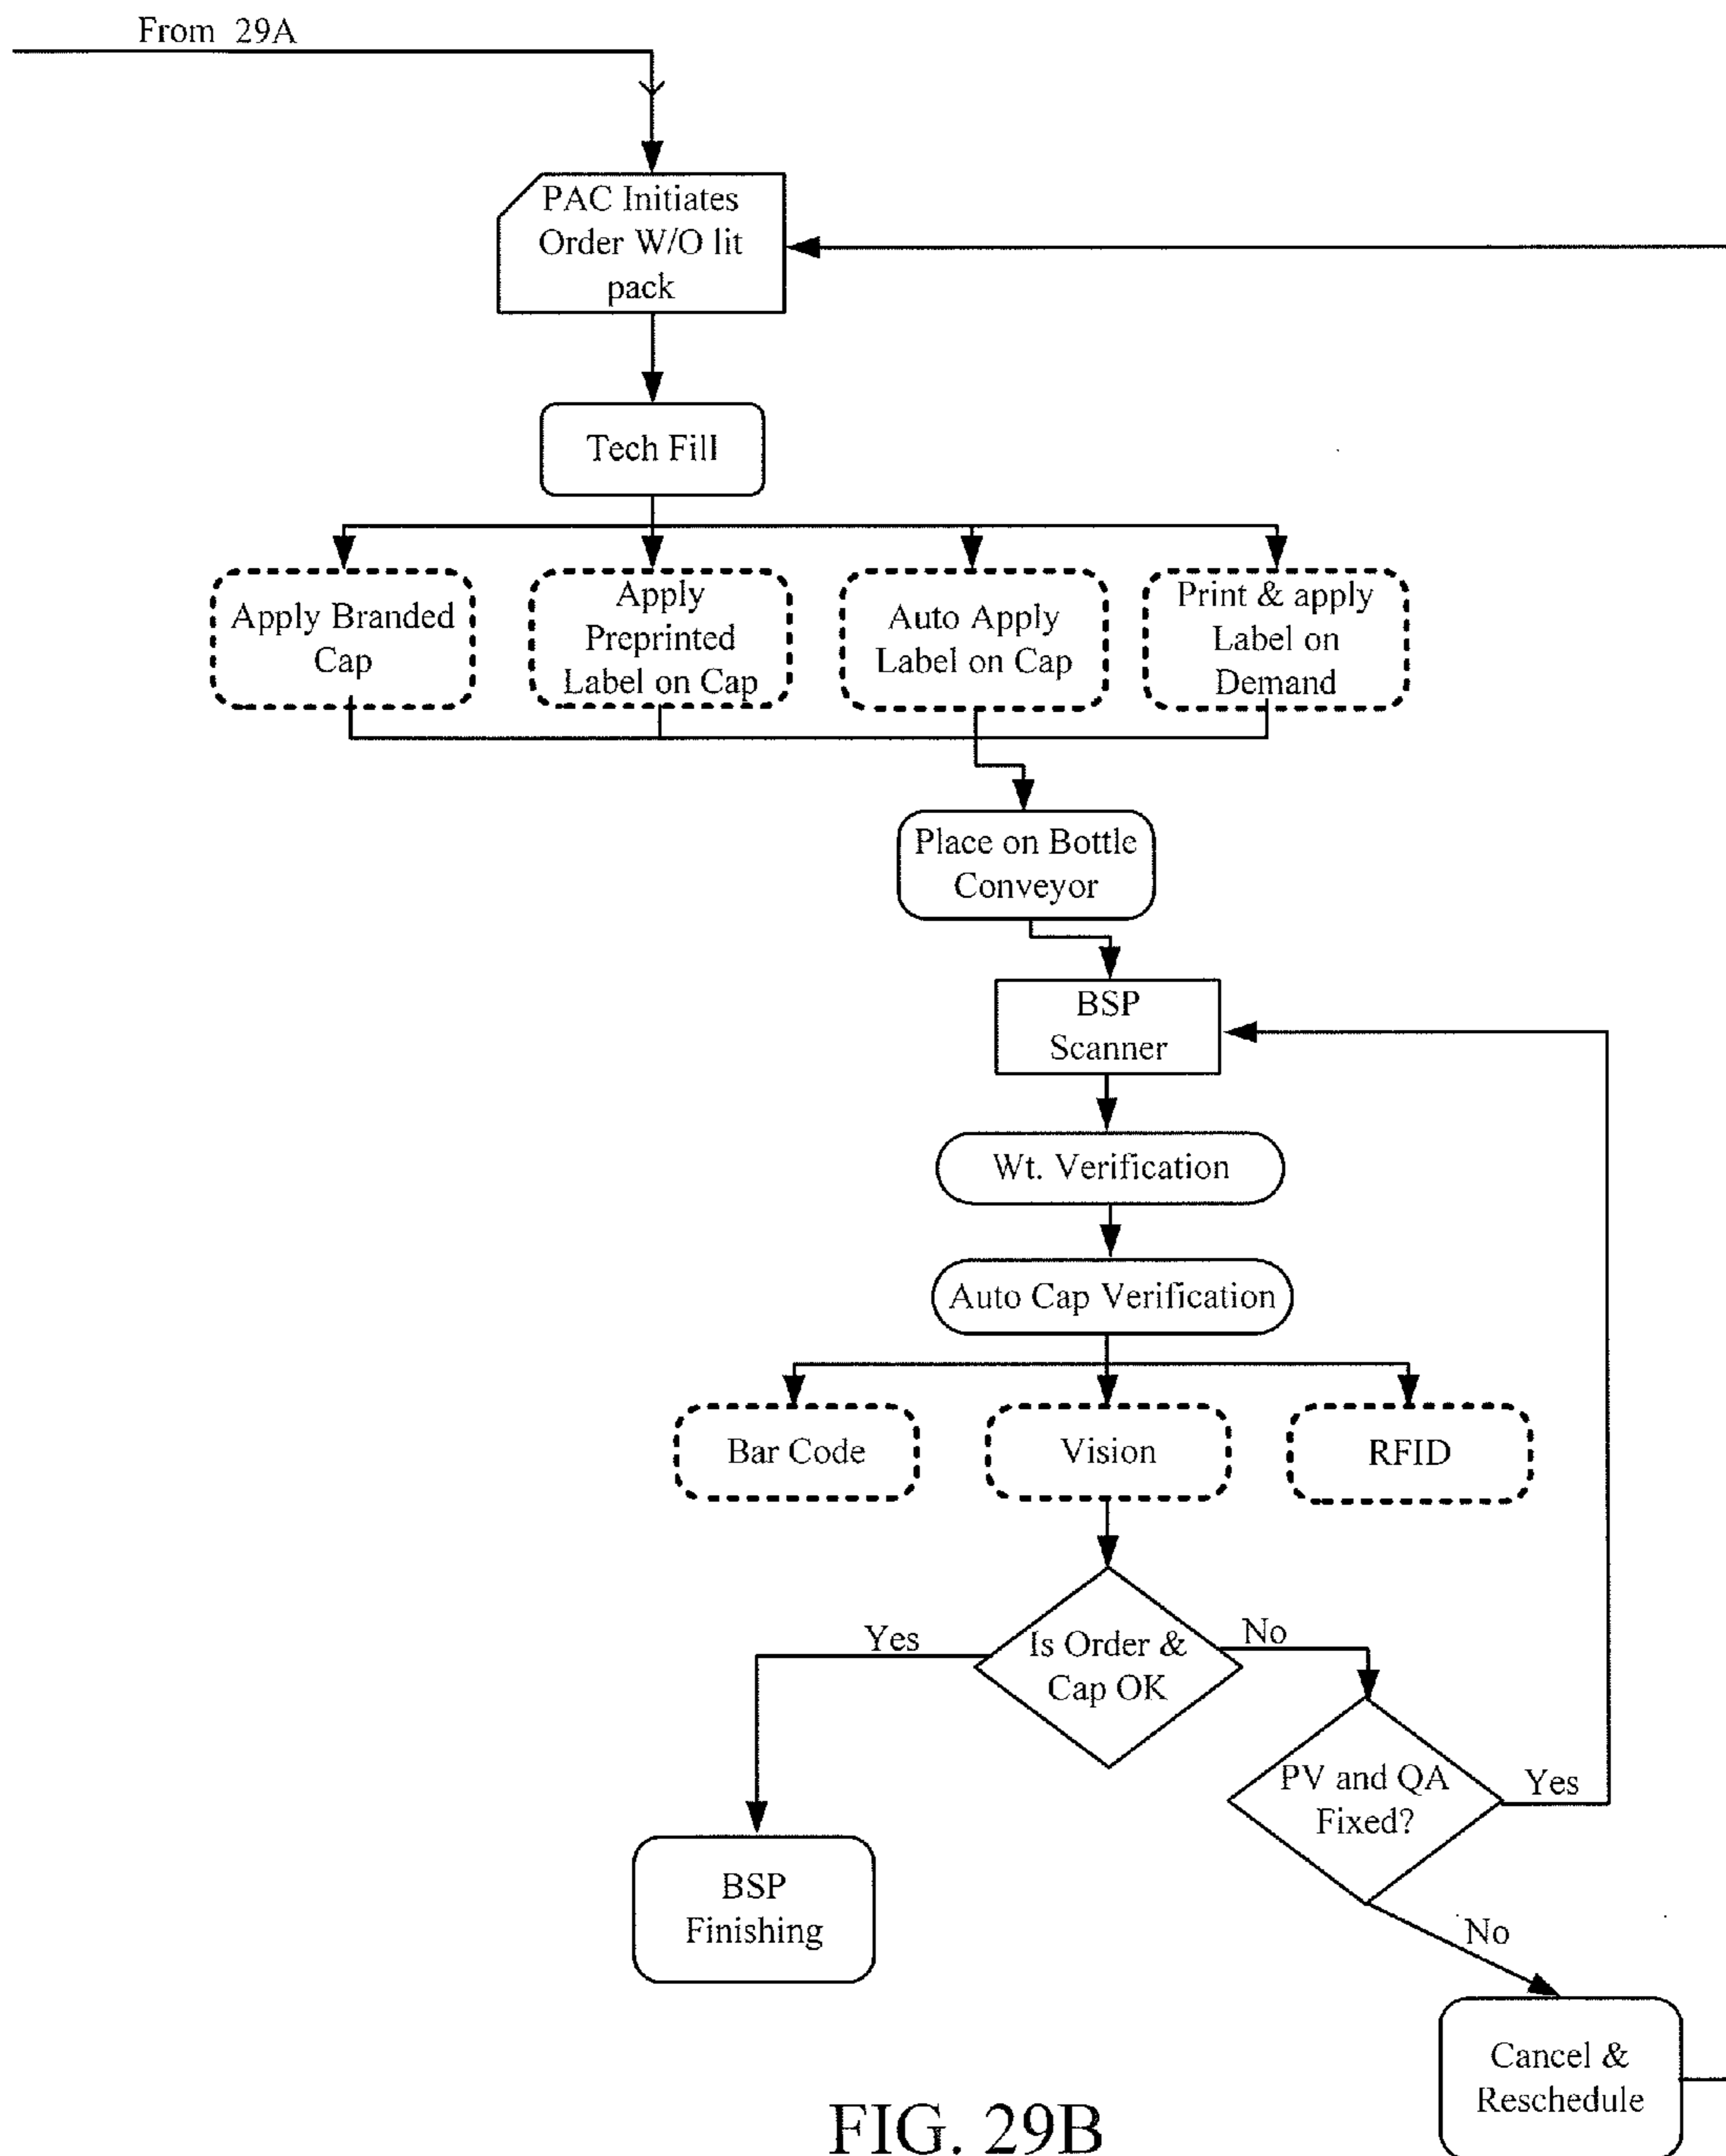 From 29A
PAC Initiates
Order W/O lit
pack
Tech Fill
Apply Branded
Cap
Apply
Preprinted
Label on Cap
Auto Apply
Label on Cap
Print & apply
Label on
Demand
Place on Bottle
Conveyor
BSP
Scanner
Wt. Verification
Auto Cap Verification
Bar Code
Vision
RFID
Yes
Is Order &
Cap OK
No
PV and QA
Fixed?
Yes
BSP
Finishing
No
Cancel &
Reschedule
FIG. 29B